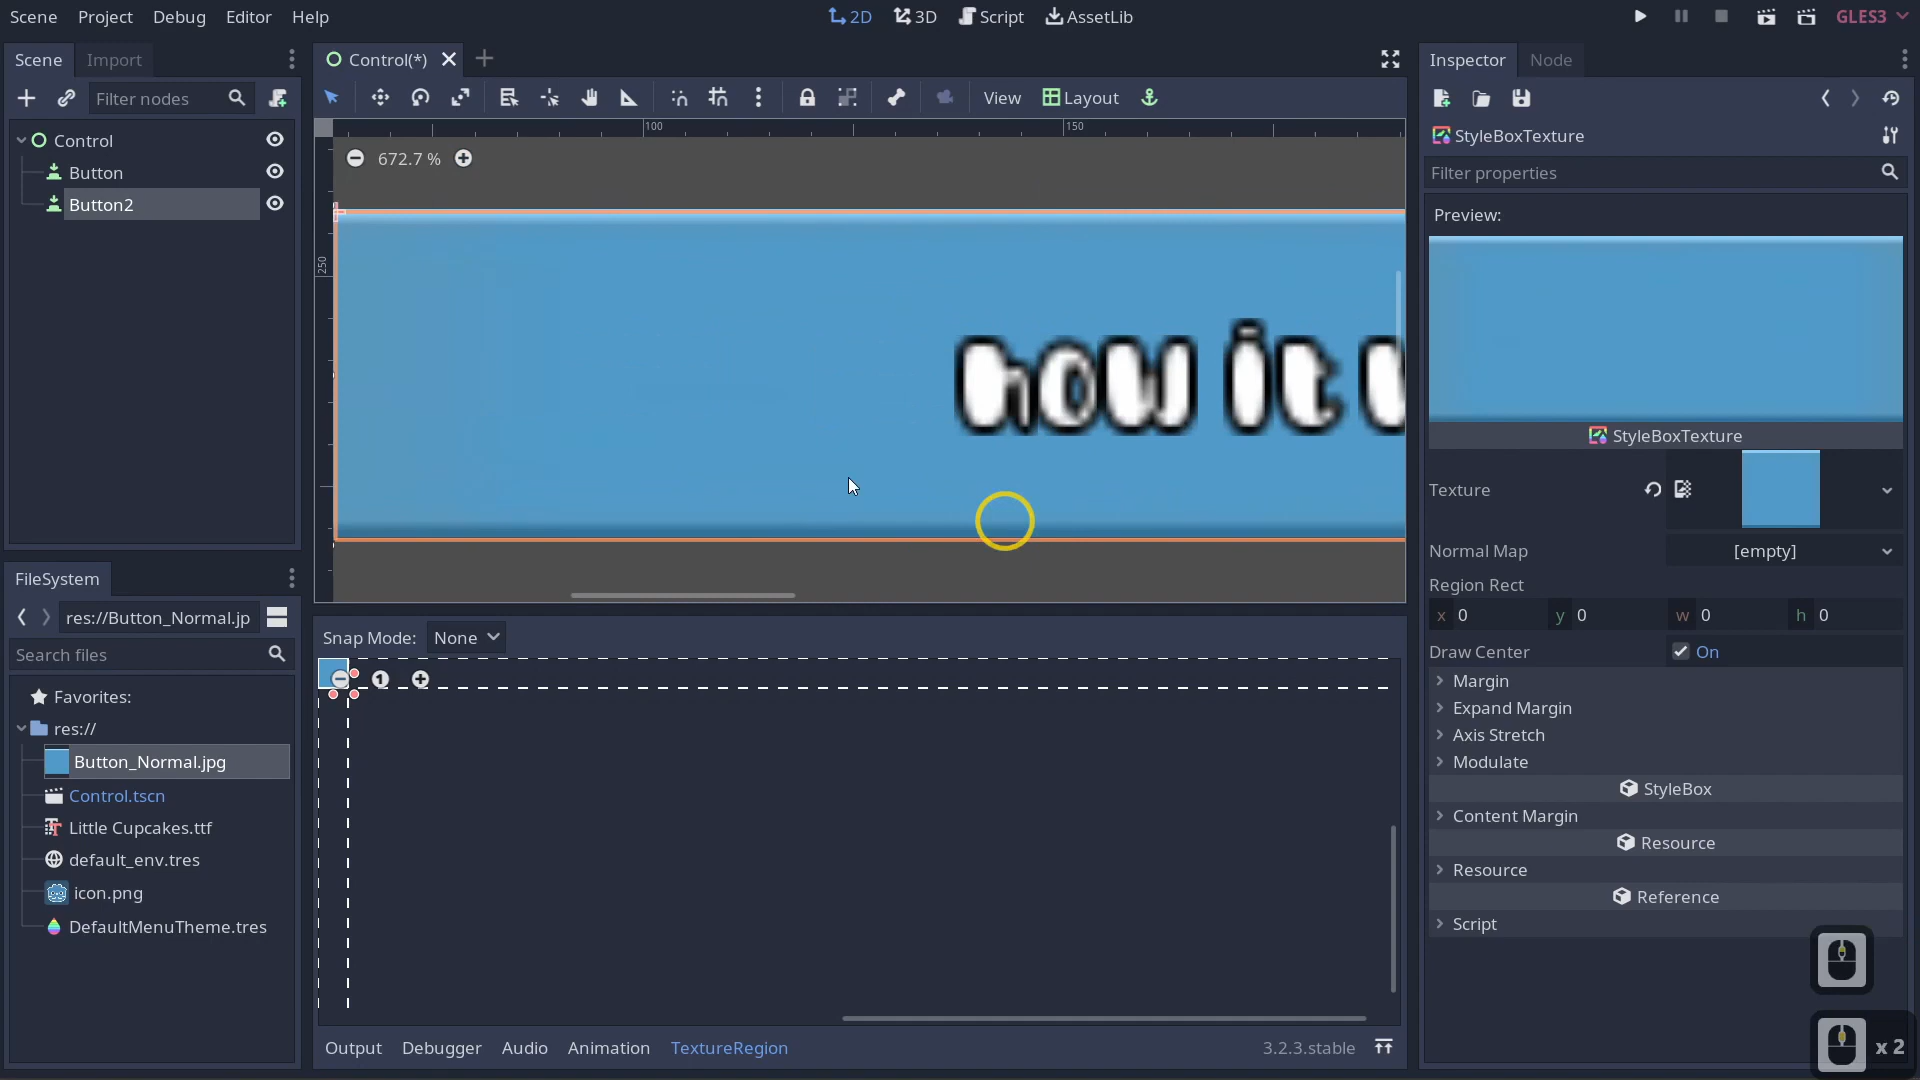 Scene Project Debug Editor Help
2D 3D Script AssetLib
GLES3
Scene Import
Filter nodes
Control
Button
Button2
FileSystem
res://Button_Normal.jp
Search files
Favorites:
res://
Button_Normal.jpg
Control.tscn
Little Cupcakes.ttf
default_env.tres
icon.png
DefaultMenuTheme.tres
Control(*)
View Layout
100 150
672.7 %
250
how it
Snap Mode: None
1
Output Debugger Audio Animation TextureRegion 3.2.3.stable
Inspector Node
StyleBoxTexture
Filter properties
Preview:
StyleBoxTexture
Texture
Normal Map [empty]
Region Rect
x 0 y 0 w 0 h 0
Draw Center On
Margin
Expand Margin
Axis Stretch
Modulate
StyleBox
Content Margin
Resource
Resource
Reference
Script
x 2